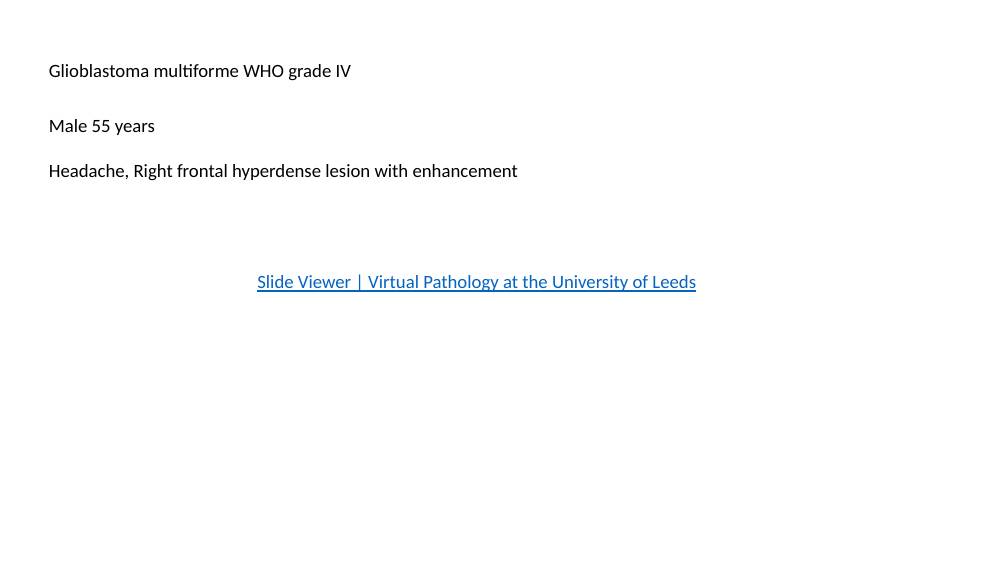 Glioblastoma multiforme WHO grade IV
Male 55 years
Headache, Right frontal hyperdense lesion with enhancement
Slide Viewer | Virtual Pathology at the University of Leeds